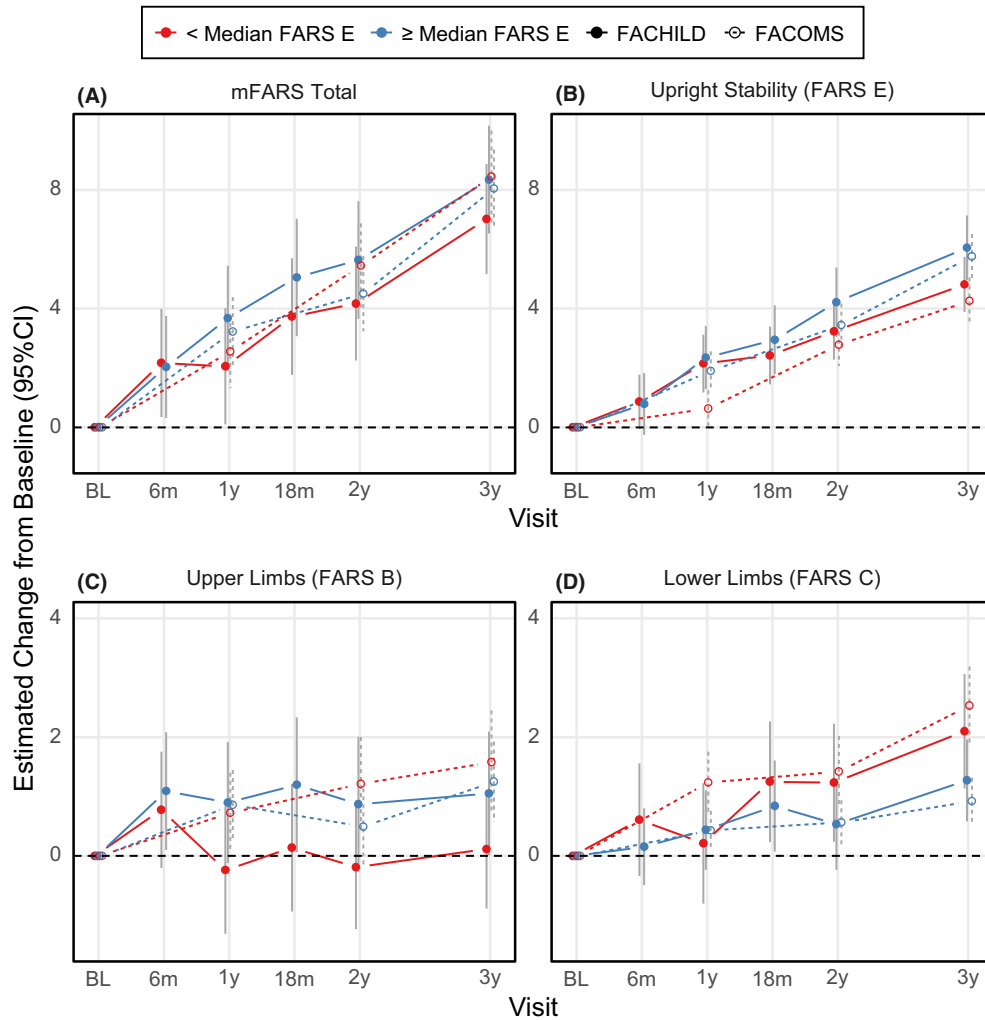 < Median FARS E ≥ Median FARS E FACHILD FACOMS
(A) mFARS Total
(B) Upright Stability (FARS E)
Estimated Change from Baseline (95%CI)
8
4
0
BL 6m 1y 18m 2y 3y
Visit
8
4
0
BL 6m 1y 18m 2y 3y
Visit
(C) Upper Limbs (FARS B)
(D) Lower Limbs (FARS C)
4
2
0
BL 6m 1y 18m 2y 3y
Visit
4
2
0
BL 6m 1y 18m 2y 3y
Visit